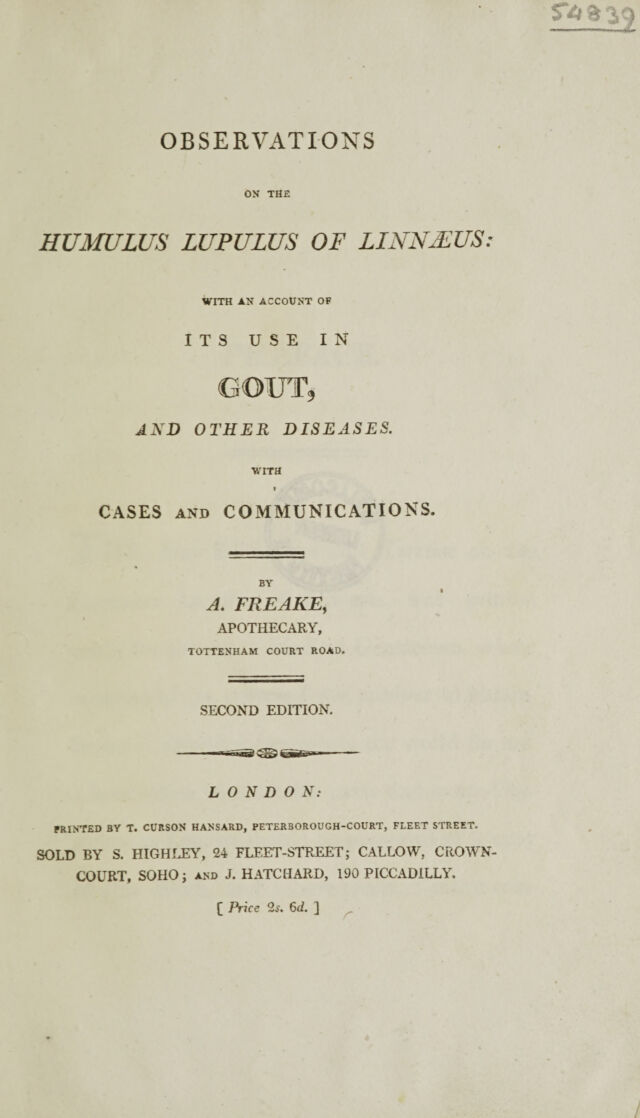 54839
OBSERVATIONS
ON THE
HUMULUS LUPULUS OF LINNÆUS:
WITH AN ACCOUNT OF
ITS USE IN
GOUT,
AND OTHER DISEASES.
WITH
CASES AND COMMUNICATIONS.
BY
A. FREAKE,
APOTHECARY,
TOTTENHAM COURT ROAD.
SECOND EDITION.
LONDON:
PRINTED BY T. CURSON HANSARD, PETERBOROUGH-COURT, FLEET STREET.
SOLD BY S. HIGHLEY, 24 FLEET-STREET; CALLOW, CROWN-
COURT, SOHO; AND J. HATCHARD, 190 PICCADILLY.
[ Price 2s. 6d. ]